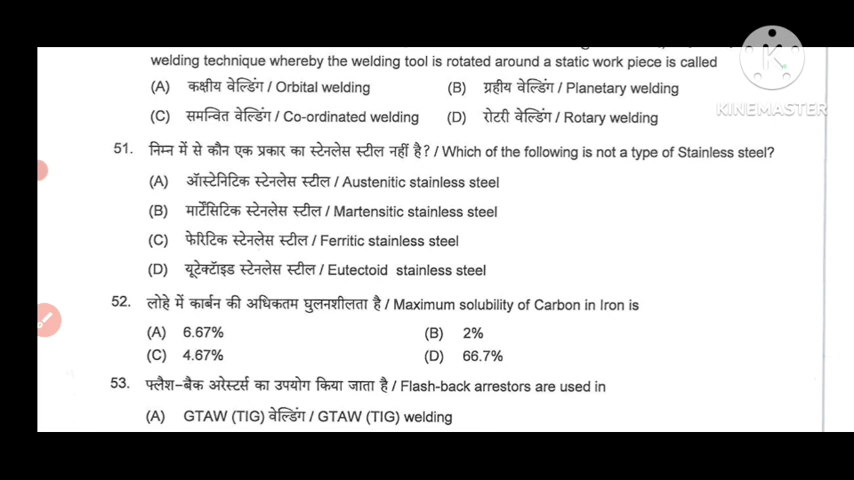 welding technique whereby the welding tool is rotated around a static work piece is called
(A) कक्षीय वेल्डिंग / Orbital welding (B) ग्रहीय वेल्डिंग / Planetary welding
(C) समन्वित वेल्डिंग / Co-ordinated welding (D) रोटरी वेल्डिंग / Rotary welding
KINEMASTER
51. निम्न में से कौन एक प्रकार का स्टेनलेस स्टील नहीं है? / Which of the following is not a type of Stainless steel?
(A) ऑस्टेनिटिक स्टेनलेस स्टील / Austenitic stainless steel
(B) मार्टेंसिटिक स्टेनलेस स्टील / Martensitic stainless steel
(C) फेरिटिक स्टेनलेस स्टील / Ferritic stainless steel
(D) यूटेक्टॉइड स्टेनलेस स्टील / Eutectoid stainless steel
52. लोहे में कार्बन की अधिकतम घुलनशीलता है / Maximum solubility of Carbon in Iron is
(A) 6.67% (B) 2%
(C) 4.67% (D) 66.7%
53. फ्लैश-बैक अरेस्टर्स का उपयोग किया जाता है / Flash-back arrestors are used in
(A) GTAW (TIG) वेल्डिंग / GTAW (TIG) welding